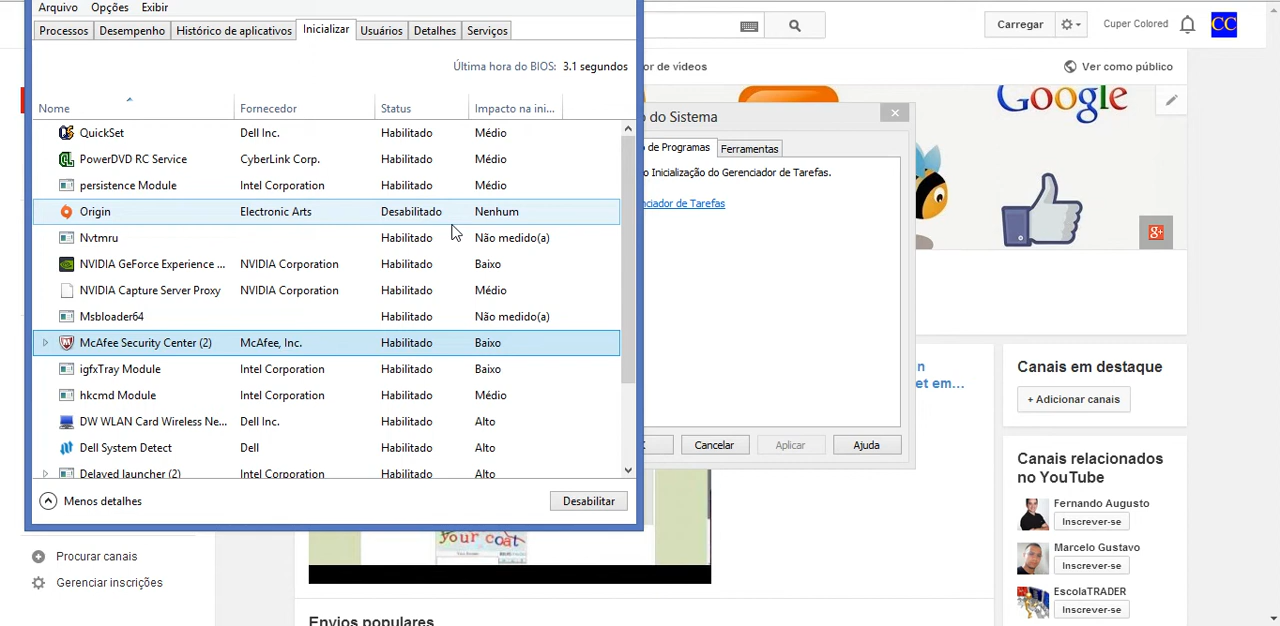 Arquivo Opções Exibir
Processos Desempenho Histórico de aplicativos Inicializar Usuários Detalhes Serviços
Última hora do BIOS: 3.1 segundos
Nome Fornecedor Status Impacto na ini...
QuickSet Dell Inc. Habilitado Médio
PowerDVD RC Service CyberLink Corp. Habilitado Médio
persistence Module Intel Corporation Habilitado Médio
Origin Electronic Arts Desabilitado Nenhum
Nvtmru Habilitado Não medido(a)
NVIDIA GeForce Experience ... NVIDIA Corporation Habilitado Baixo
NVIDIA Capture Server Proxy NVIDIA Corporation Habilitado Médio
Msbloader64 Habilitado Não medido(a)
McAfee Security Center (2) McAfee, Inc. Habilitado Baixo
igfxTray Module Intel Corporation Habilitado Baixo
hkcmd Module Intel Corporation Habilitado Médio
DW WLAN Card Wireless Ne... Dell Inc. Habilitado Alto
Dell System Detect Dell Habilitado Alto
Delayed launcher (2) Intel Corporation Habilitado Alto
Menos detalhes Desabilitar
Procurar canais
Gerenciar inscrições
do Sistema
de Programas Ferramentas
Inicialização do Gerenciador de Tarefas.
nciador de Tarefas
Cancelar Aplicar Ajuda
your coat
Envios populares
Carregar Cuper Colored CC
or de vídeos Ver como público
Google
g+
n
et em...
Canais em destaque
+ Adicionar canais
Canais relacionados
no YouTube
Fernando Augusto
Inscrever-se
Marcelo Gustavo
Inscrever-se
EscolaTRADER
Inscrever-se